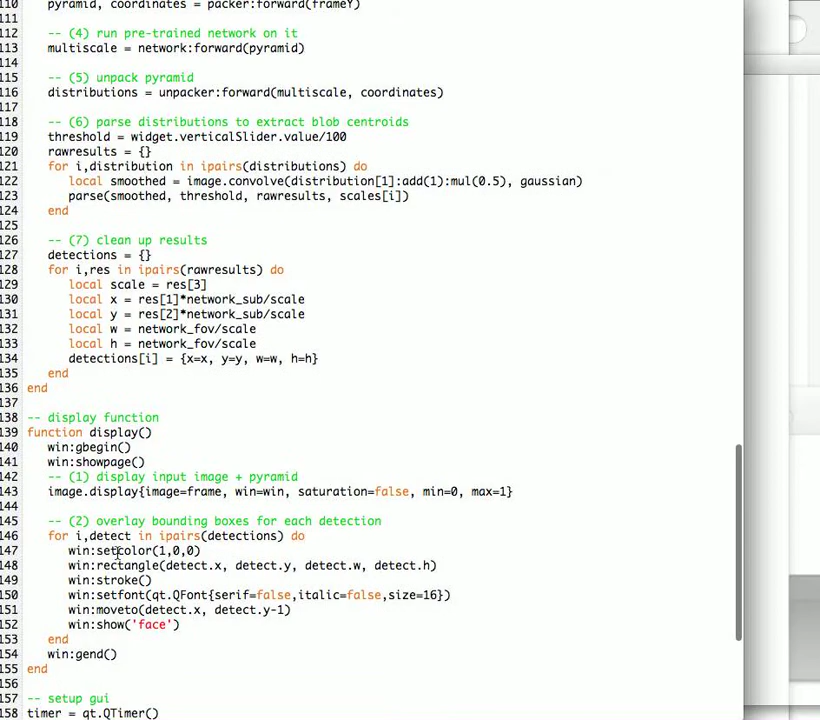 110    pyramid, coordinates = packer:forward(frameY)
111
112    -- (4) run pre-trained network on it
113    multiscale = network:forward(pyramid)
114
115    -- (5) unpack pyramid
116    distributions = unpacker:forward(multiscale, coordinates)
117
118    -- (6) parse distributions to extract blob centroids
119    threshold = widget.verticalSlider.value/100
120    rawresults = {}
121    for i,distribution in ipairs(distributions) do
122       local smoothed = image.convolve(distribution[1]:add(1):mul(0.5), gaussian)
123       parse(smoothed, threshold, rawresults, scales[i])
124    end
125
126    -- (7) clean up results
127    detections = {}
128    for i,res in ipairs(rawresults) do
129       local scale = res[3]
130       local x = res[1]*network_sub/scale
131       local y = res[2]*network_sub/scale
132       local w = network_fov/scale
133       local h = network_fov/scale
134       detections[i] = {x=x, y=y, w=w, h=h}
135    end
136 end
137
138 -- display function
139 function display()
140    win:gbegin()
141    win:showpage()
142    -- (1) display input image + pyramid
143    image.display{image=frame, win=win, saturation=false, min=0, max=1}
144
145    -- (2) overlay bounding boxes for each detection
146    for i,detect in ipairs(detections) do
147       win:setcolor(1,0,0)
148       win:rectangle(detect.x, detect.y, detect.w, detect.h)
149       win:stroke()
150       win:setfont(qt.QFont{serif=false,italic=false,size=16})
151       win:moveto(detect.x, detect.y-1)
152       win:show('face')
153    end
154    win:gend()
155 end
156
157 -- setup gui
158 timer = qt.QTimer()